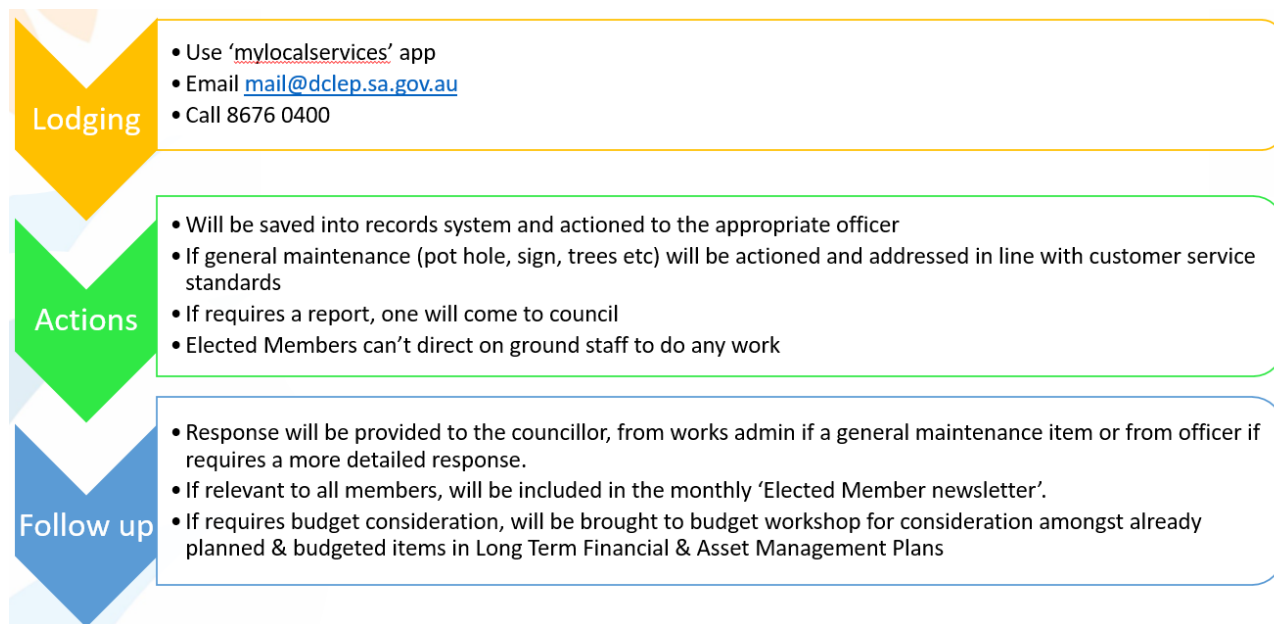 Lodging
• Use ‘mylocalservices’ app
• Email mail@dclep.sa.gov.au
• Call 8676 0400
Actions
• Will be saved into records system and actioned to the appropriate officer
• If general maintenance (pot hole, sign, trees etc) will be actioned and addressed in line with customer service
standards
• If requires a report, one will come to council
• Elected Members can’t direct on ground staff to do any work
Follow up
• Response will be provided to the councillor, from works admin if a general maintenance item or from officer if
requires a more detailed response.
• If relevant to all members, will be included in the monthly ‘Elected Member newsletter’.
• If requires budget consideration, will be brought to budget workshop for consideration amongst already
planned & budgeted items in Long Term Financial & Asset Management Plans